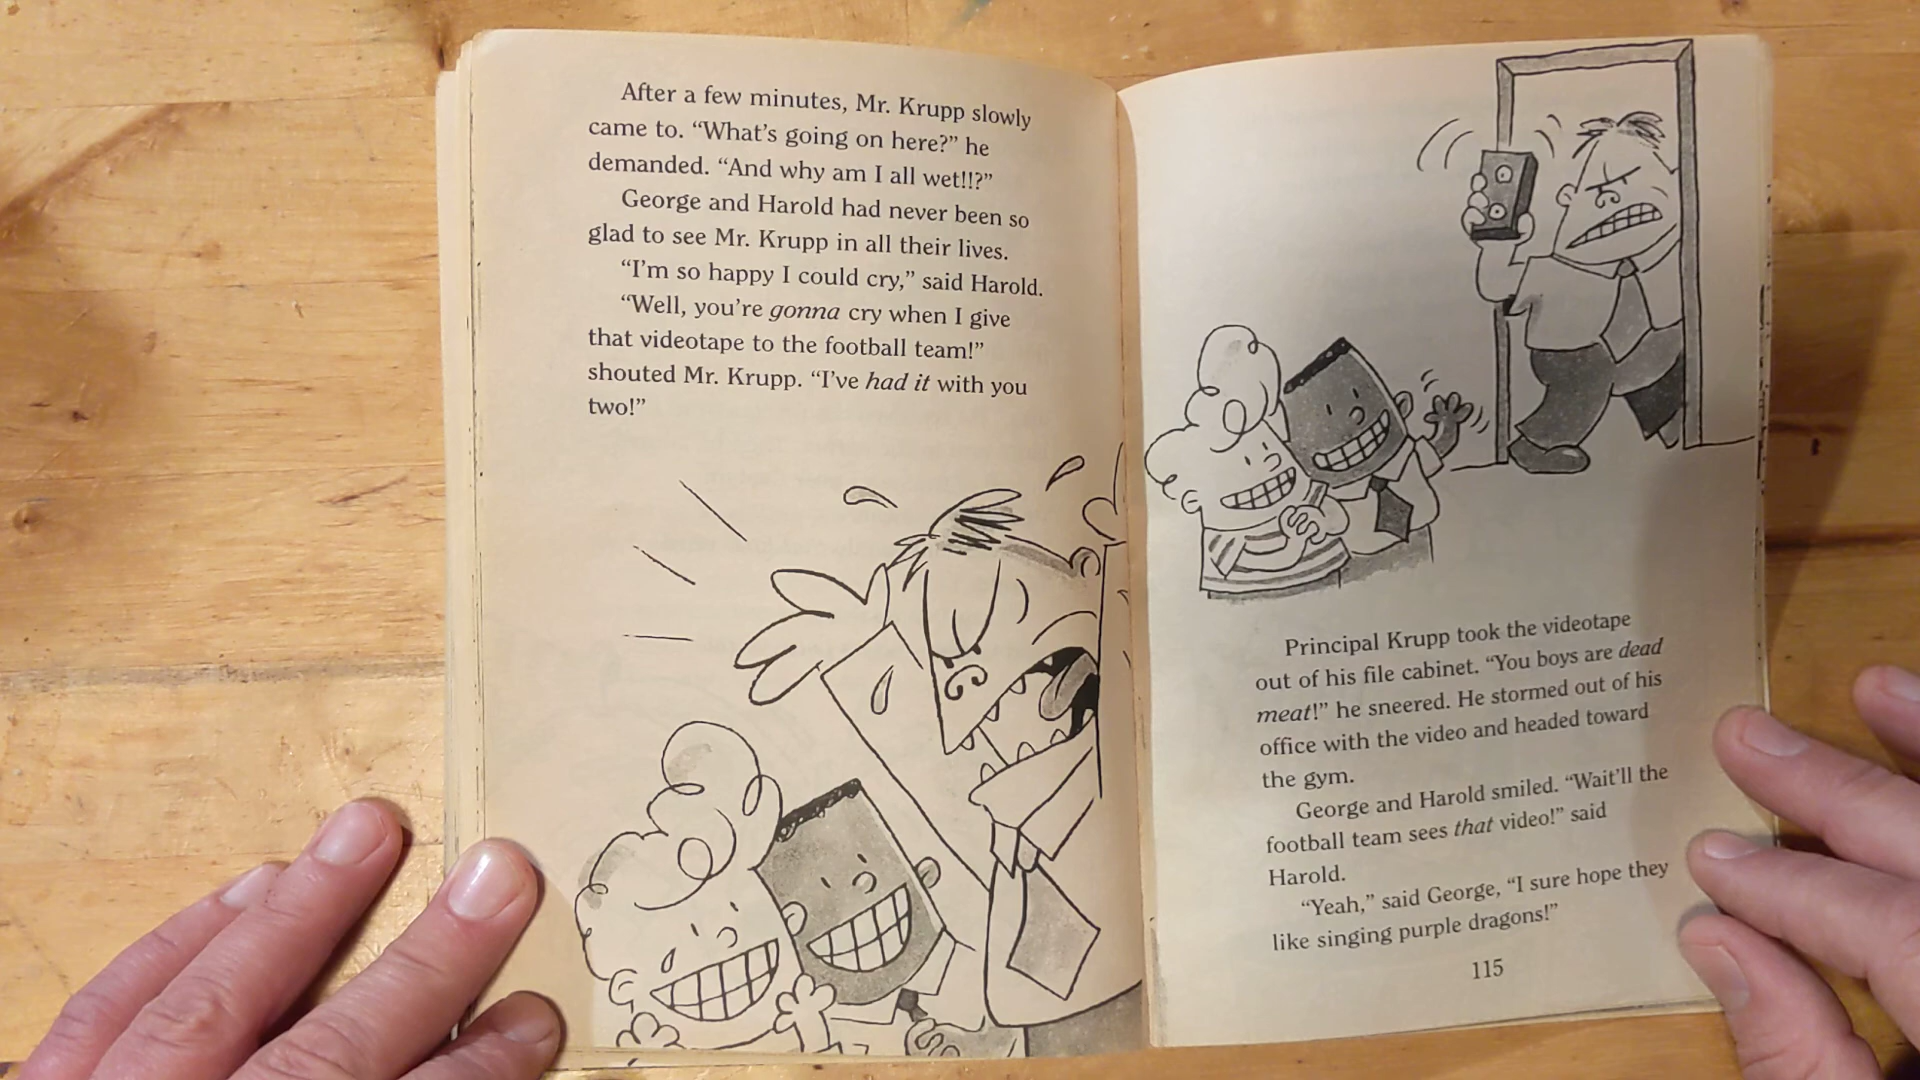 After a few minutes, Mr. Krupp slowly
came to. “What’s going on here?” he
demanded. “And why am I all wet!!?”
George and Harold had never been so
glad to see Mr. Krupp in all their lives.
“I’m so happy I could cry,” said Harold.
“Well, you’re gonna cry when I give
that videotape to the football team!”
shouted Mr. Krupp. “I’ve had it with you
two!”
Principal Krupp took the videotape
out of his file cabinet. “You boys are dead
meat!” he sneered. He stormed out of his
office with the video and headed toward
the gym.
George and Harold smiled. “Wait’ll the
football team sees that video!” said
Harold.
“Yeah,” said George, “I sure hope they
like singing purple dragons!”
115